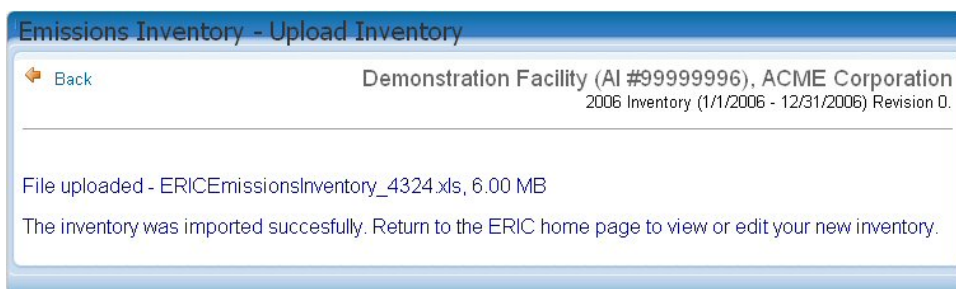 Emissions Inventory - Upload Inventory
Back
Demonstration Facility (AI #99999996), ACME Corporation
2006 Inventory (1/1/2006 - 12/31/2006) Revision 0.
File uploaded - ERICEmissionsInventory_4324.xls, 6.00 MB
The inventory was imported succesfully. Return to the ERIC home page to view or edit your new inventory.